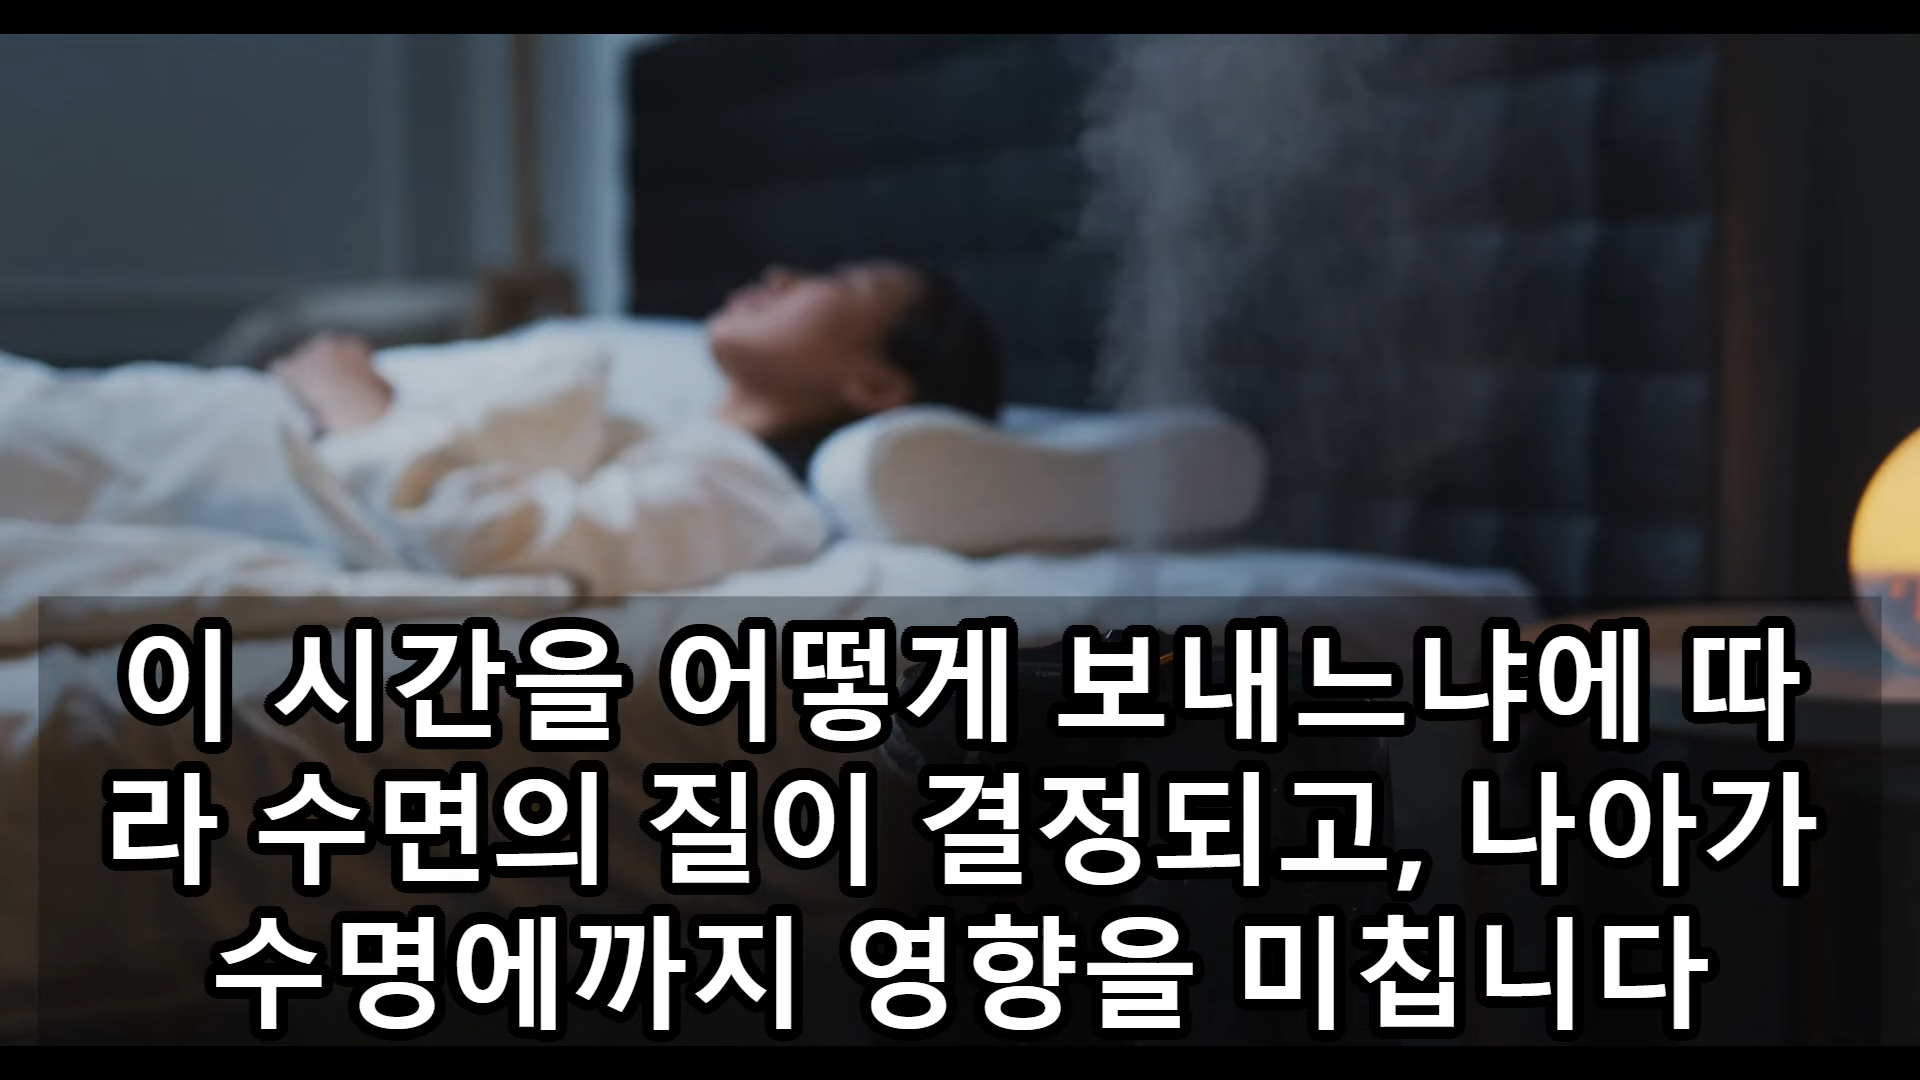 이 시간을 어떻게 보내느냐에 따
라 수면의 질이 결정되고, 나아가
수명에까지 영향을 미칩니다